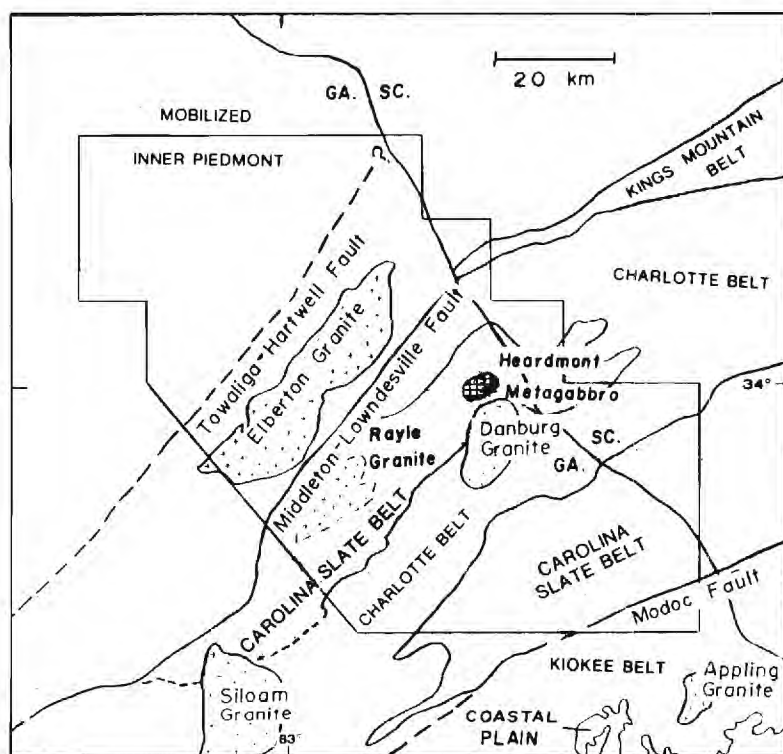 20 km
GA. SC.
MOBILIZED
INNER PIEDMONT
?
KINGS MOUNTAIN
BELT
CHARLOTTE BELT
Towaliga-Hartwell Fault
Elberton Granite
Middleton-Lowndesville Fault
Heardmont
Metagabbro
34°
Rayle
Granite
Danburg
Granite
SC.
GA.
CAROLINA SLATE BELT
CHARLOTTE BELT
CAROLINA
SLATE BELT
Modoc Fault
KIOKEE BELT
Appling
Granite
Siloam
Granite
COASTAL
PLAIN
83°